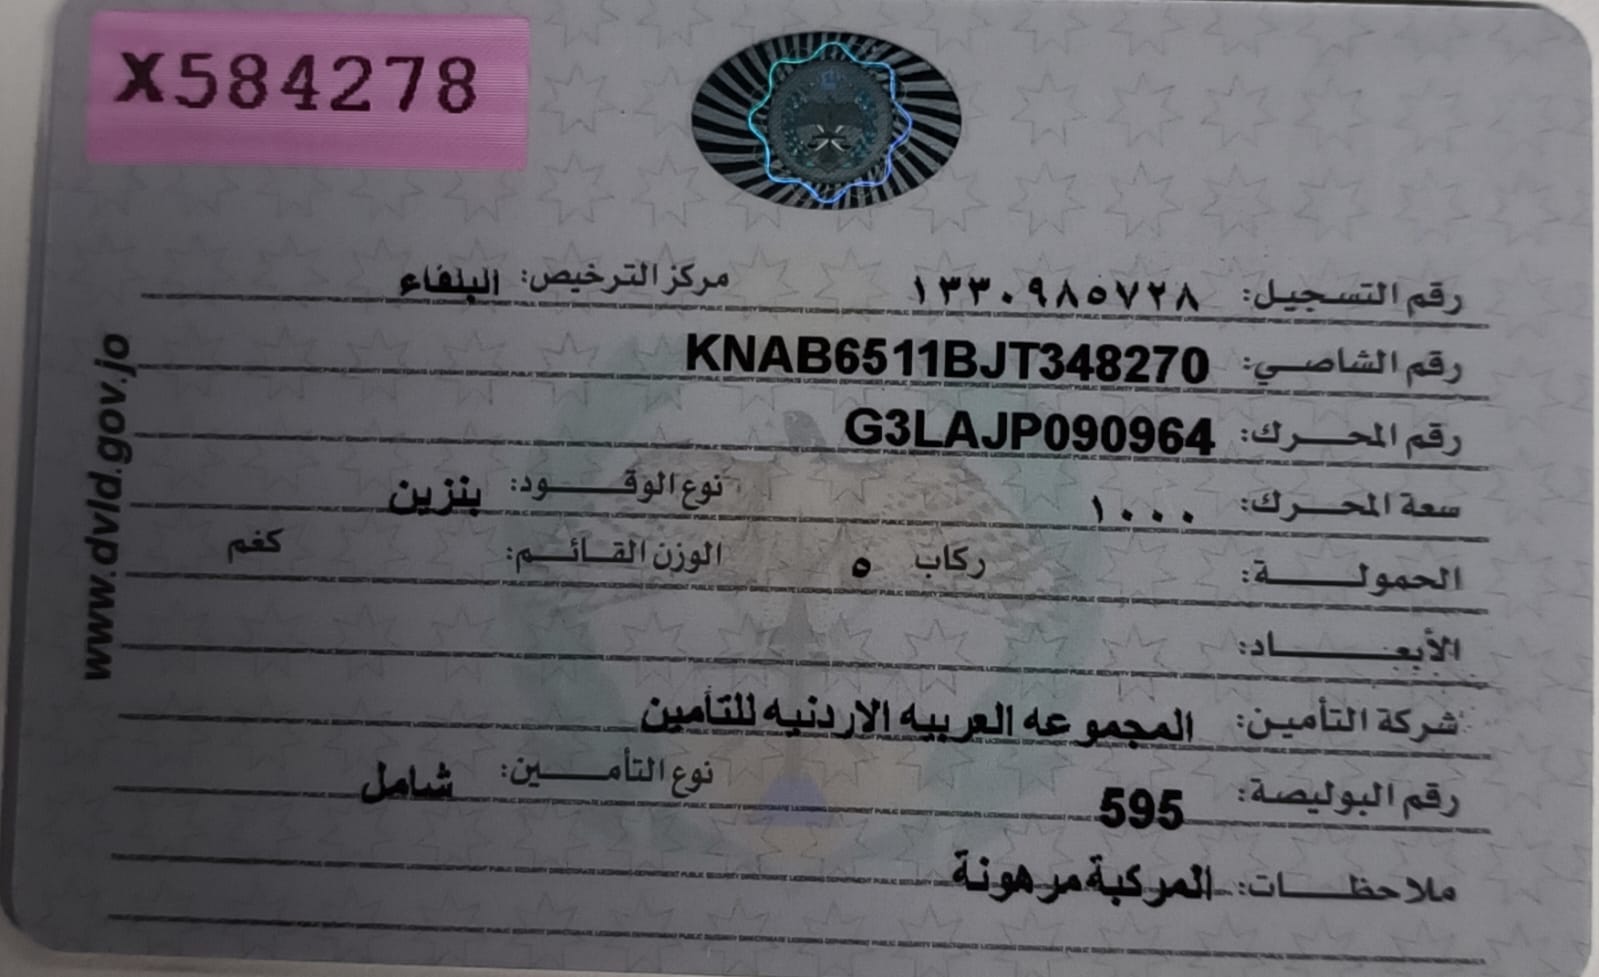 X584278
رقم التسجيل: ١٣٣٠٩٨٥٧٢٨ مركز الترخيص: البلقاء
رقم الشاصي: KNAB6511BJT348270
رقم المحرك: G3LAJP090964
سعة المحرك: ١٠٠٠ نوع الوقود: بنزين
الحمولة: ركاب ٥ الوزن القائم: كغم
الأبعاد:
شركة التأمين: المجموعه العربيه الاردنيه للتأمين
رقم البوليصة: 595 نوع التأمين: شامل
ملاحظات: المركبة مرهونة
www.dvld.gov.jo